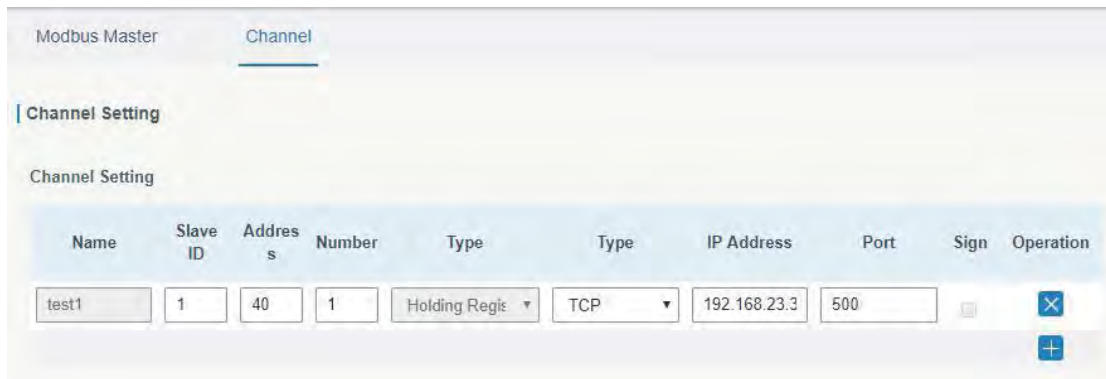 Modbus Master Channel
Channel Setting
Channel Setting
Name Slave ID Addres s Number Type Type IP Address Port Sign Operation
test1 1 40 1 Holding Regis TCP 192.168.23.3 500